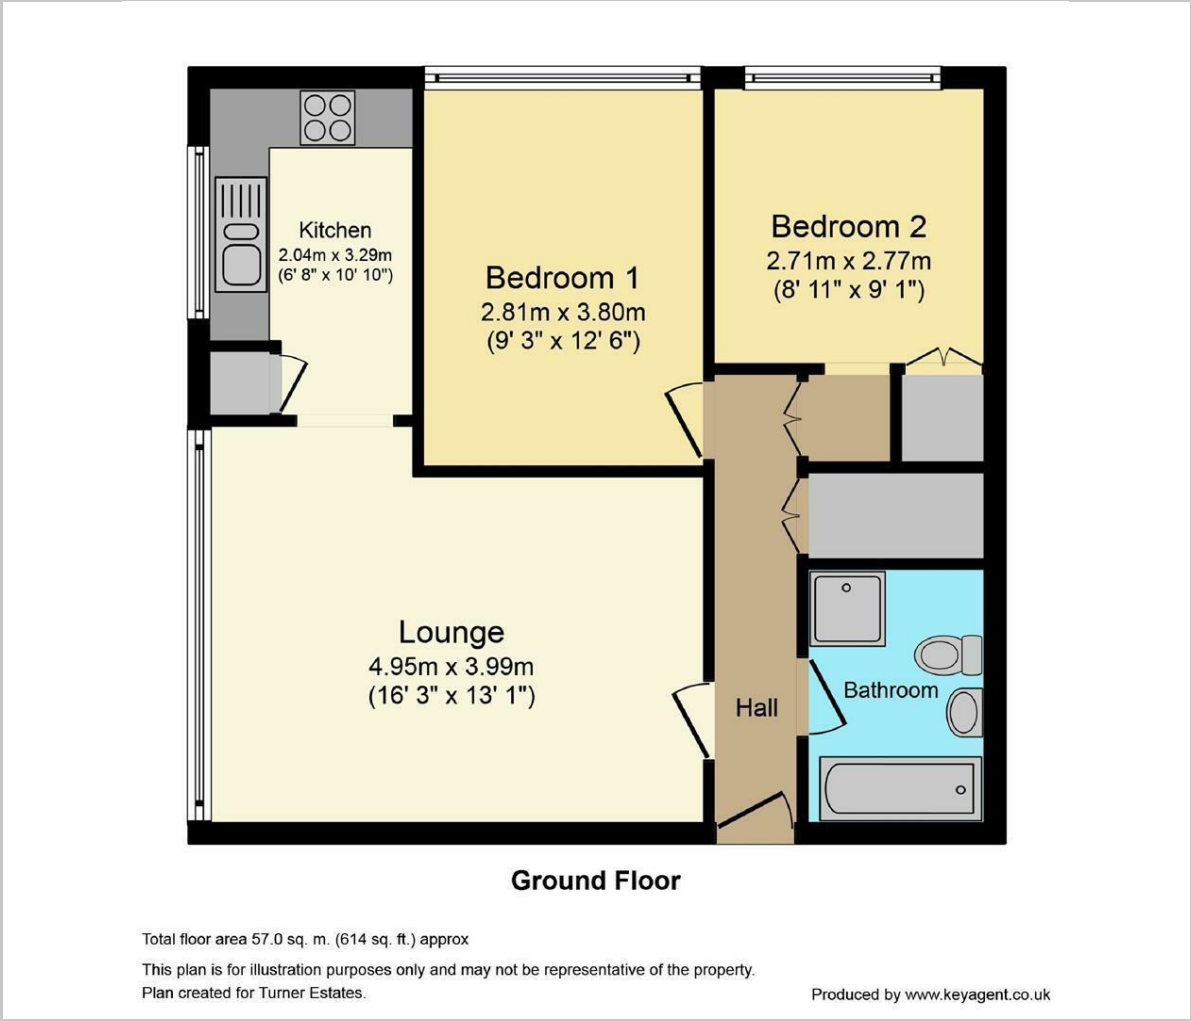 Kitchen
2.04m x 3.29m
(6' 8" x 10' 10")
Bedroom 1
2.81m x 3.80m
(9' 3" x 12' 6")
Bedroom 2
2.71m x 2.77m
(8' 11" x 9' 1")
Lounge
4.95m x 3.99m
(16' 3" x 13' 1")
Hall
Bathroom
Ground Floor
Total floor area 57.0 sq. m. (614 sq. ft.) approx
This plan is for illustration purposes only and may not be representative of the property.
Plan created for Turner Estates.
Produced by www.keyagent.co.uk